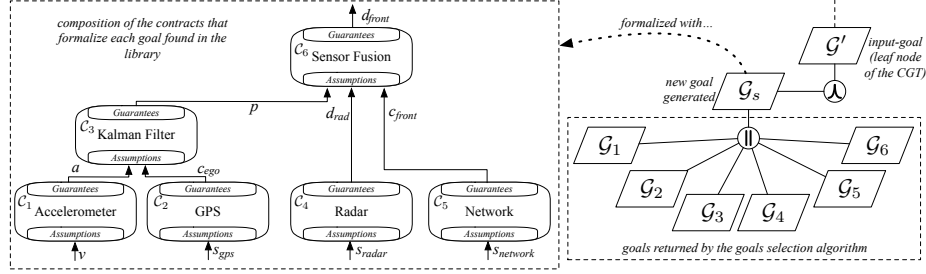 composition of the contracts that
formalize each goal found in the
library
d_front
Guarantees
C_6 Sensor Fusion
Assumptions
p
d_rad
c_front
Guarantees
C_3 Kalman Filter
Assumptions
a
c_ego
Guarantees
C_1 Accelerometer
Assumptions
v
Guarantees
C_2 GPS
Assumptions
s_gps
Guarantees
C_4 Radar
Assumptions
s_radar
Guarantees
C_5 Network
Assumptions
s_network
formalized with...
G'
input-goal
(leaf node
of the CGT)
new goal
generated
G_s
⋏
||
G_1
G_2
G_3
G_4
G_5
G_6
goals returned by the goals selection algorithm